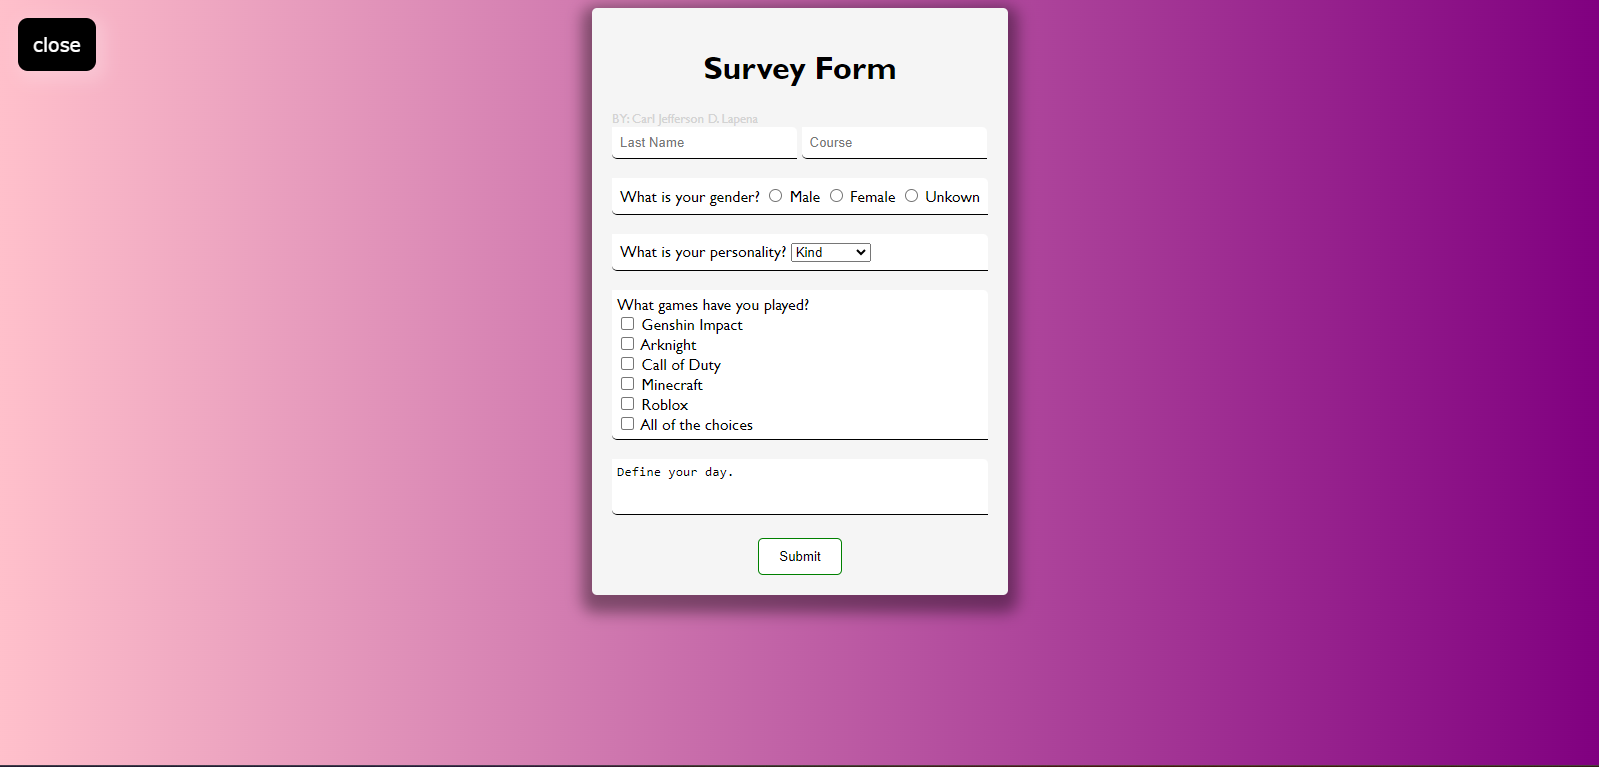 close
Survey Form
BY: Carl Jefferson D. Lapena
Last Name Course
What is your gender? Male Female Unkown
What is your personality? Kind
What games have you played?
Genshin Impact
Arknight
Call of Duty
Minecraft
Roblox
All of the choices
Define your day.
Submit